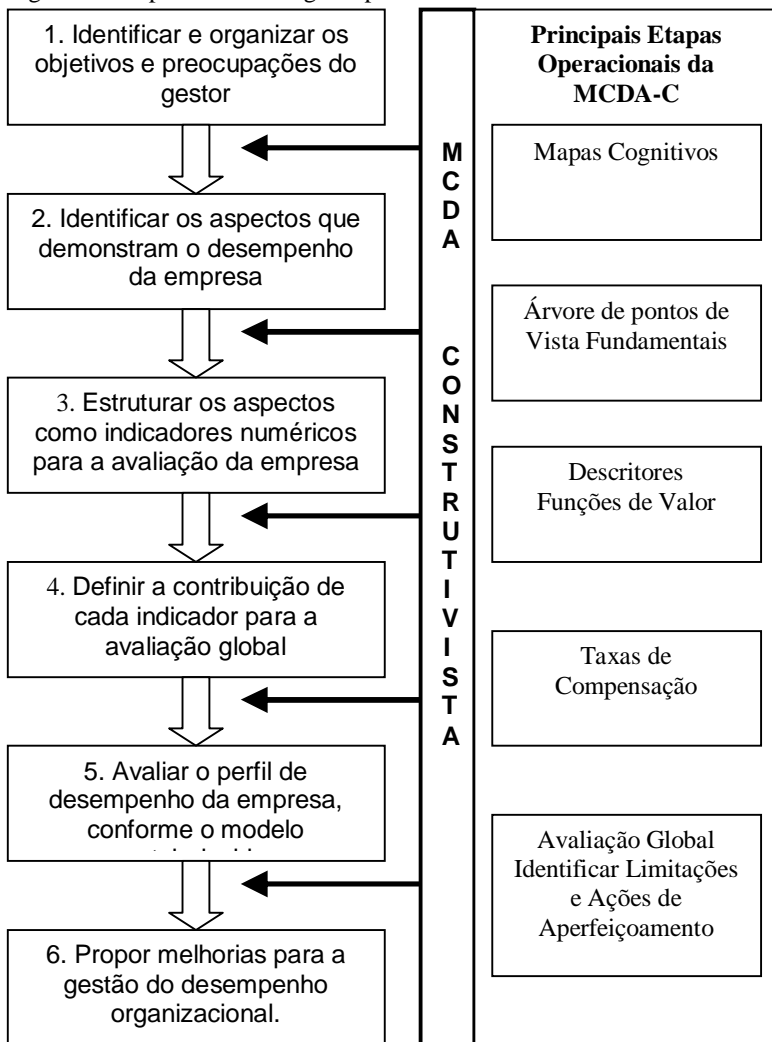 1. Identificar e organizar os
objetivos e preocupações do
gestor
2. Identificar os aspectos que
demonstram o desempenho
da empresa
3. Estruturar os aspectos
como indicadores numéricos
para a avaliação da empresa
4. Definir a contribuição de
cada indicador para a
avaliação global
5. Avaliar o perfil de
desempenho da empresa,
conforme o modelo
6. Propor melhorias para a
gestão do desempenho
organizacional.
MCDA CONSTRUTIVISTA
Principais Etapas
Operacionais da
MCDA-C
Mapas Cognitivos
Árvore de pontos de
Vista Fundamentais
Descritores
Funções de Valor
Taxas de
Compensação
Avaliação Global
Identificar Limitações
e Ações de
Aperfeiçoamento